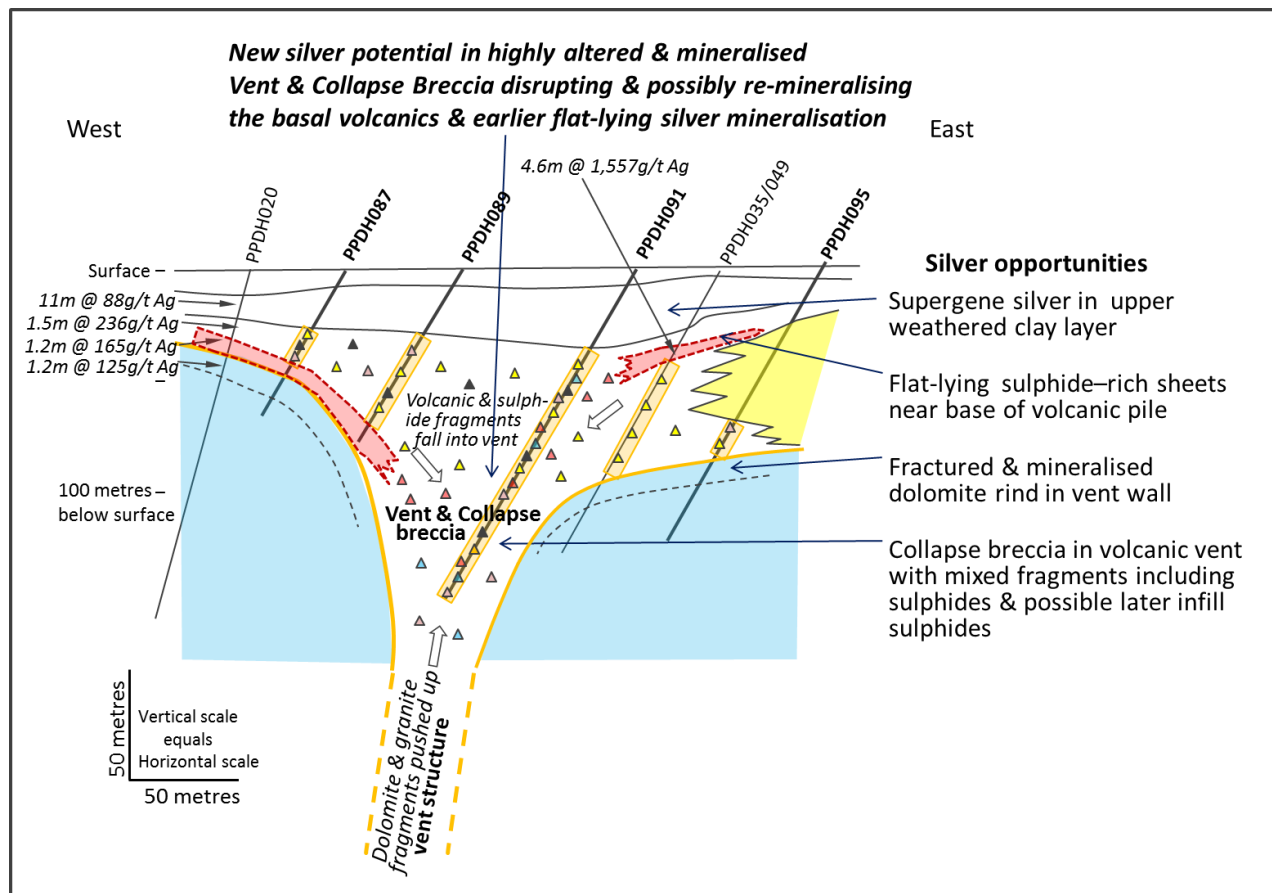 New silver potential in highly altered & mineralised
Vent & Collapse Breccia disrupting & possibly re-mineralising
the basal volcanics & earlier flat-lying silver mineralisation
West
East
4.6m @ 1,557g/t Ag
PPDH020
PPDH087
PPDH089
PPDH091
PPDH035/049
PPDH095
Surface
11m @ 88g/t Ag
1.5m @ 236g/t Ag
1.2m @ 165g/t Ag
1.2m @ 125g/t Ag
100 metres
below surface
Silver opportunities
Supergene silver in upper
weathered clay layer
Flat-lying sulphide–rich sheets
near base of volcanic pile
Fractured & mineralised
dolomite rind in vent wall
Collapse breccia in volcanic vent
with mixed fragments including
sulphides & possible later infill
sulphides
Volcanic & sulph-
ide fragments
fall into vent
Vent & Collapse
breccia
Dolomite & granite
fragments pushed up
vent structure
50 metres
Vertical scale
equals
Horizontal scale
50 metres